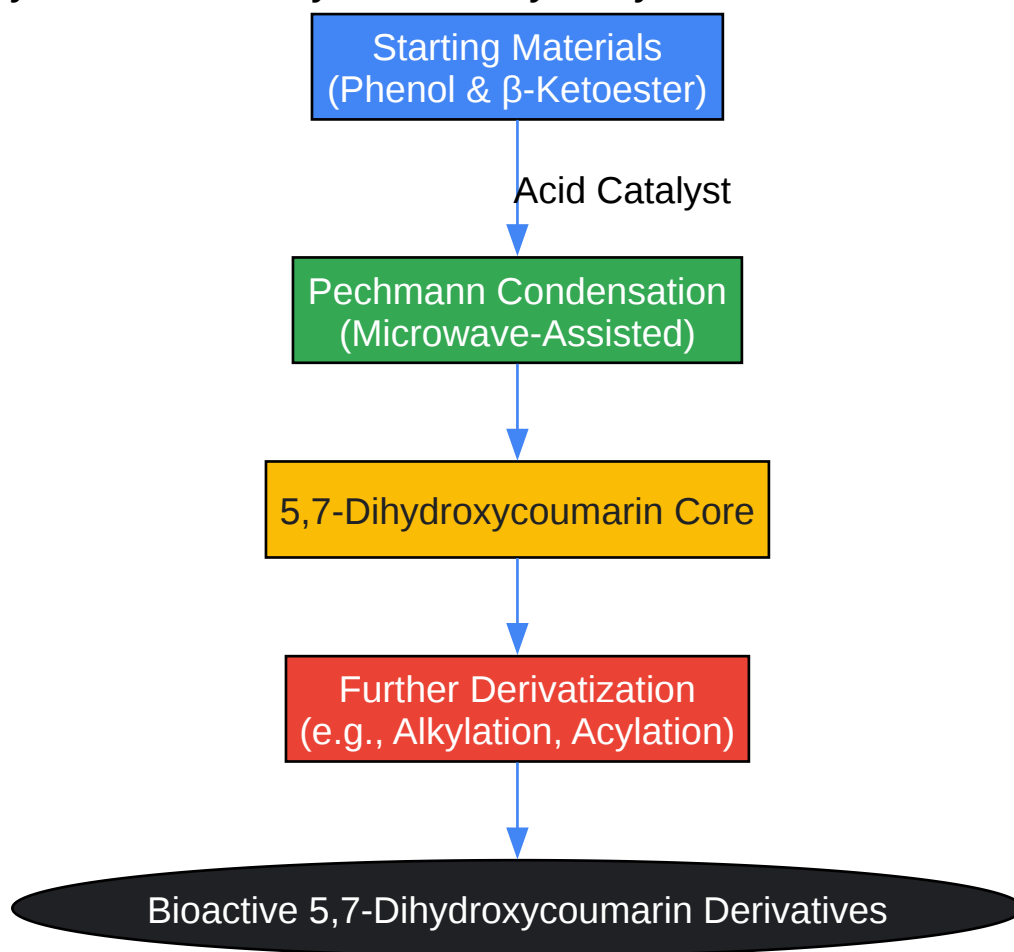 Starting Materials
(Phenol & β-Ketoester)
Acid Catalyst
Pechmann Condensation
(Microwave-Assisted)
5,7-Dihydroxycoumarin Core
Further Derivatization
(e.g., Alkylation, Acylation)
Bioactive 5,7-Dihydroxycoumarin Derivatives